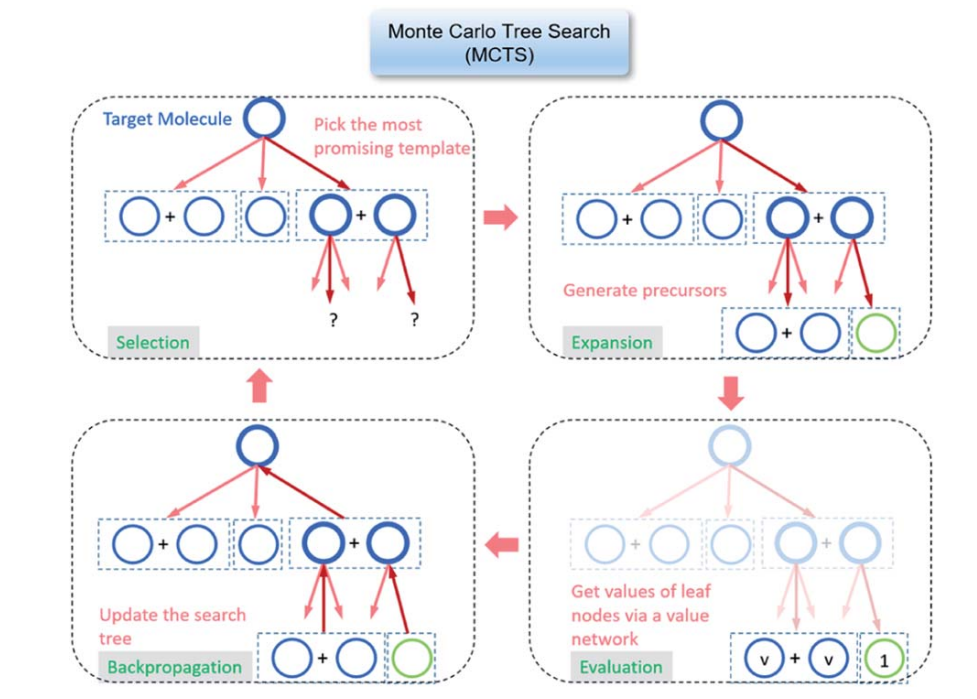 Monte Carlo Tree Search
(MCTS)
Target Molecule
Pick the most
promising template
+
+
?
?
Selection
+
+
Generate precursors
+
Expansion
+
+
Update the search
tree
+
Backpropagation
+
+
Get values of leaf
nodes via a value
network
v + v 1
Evaluation